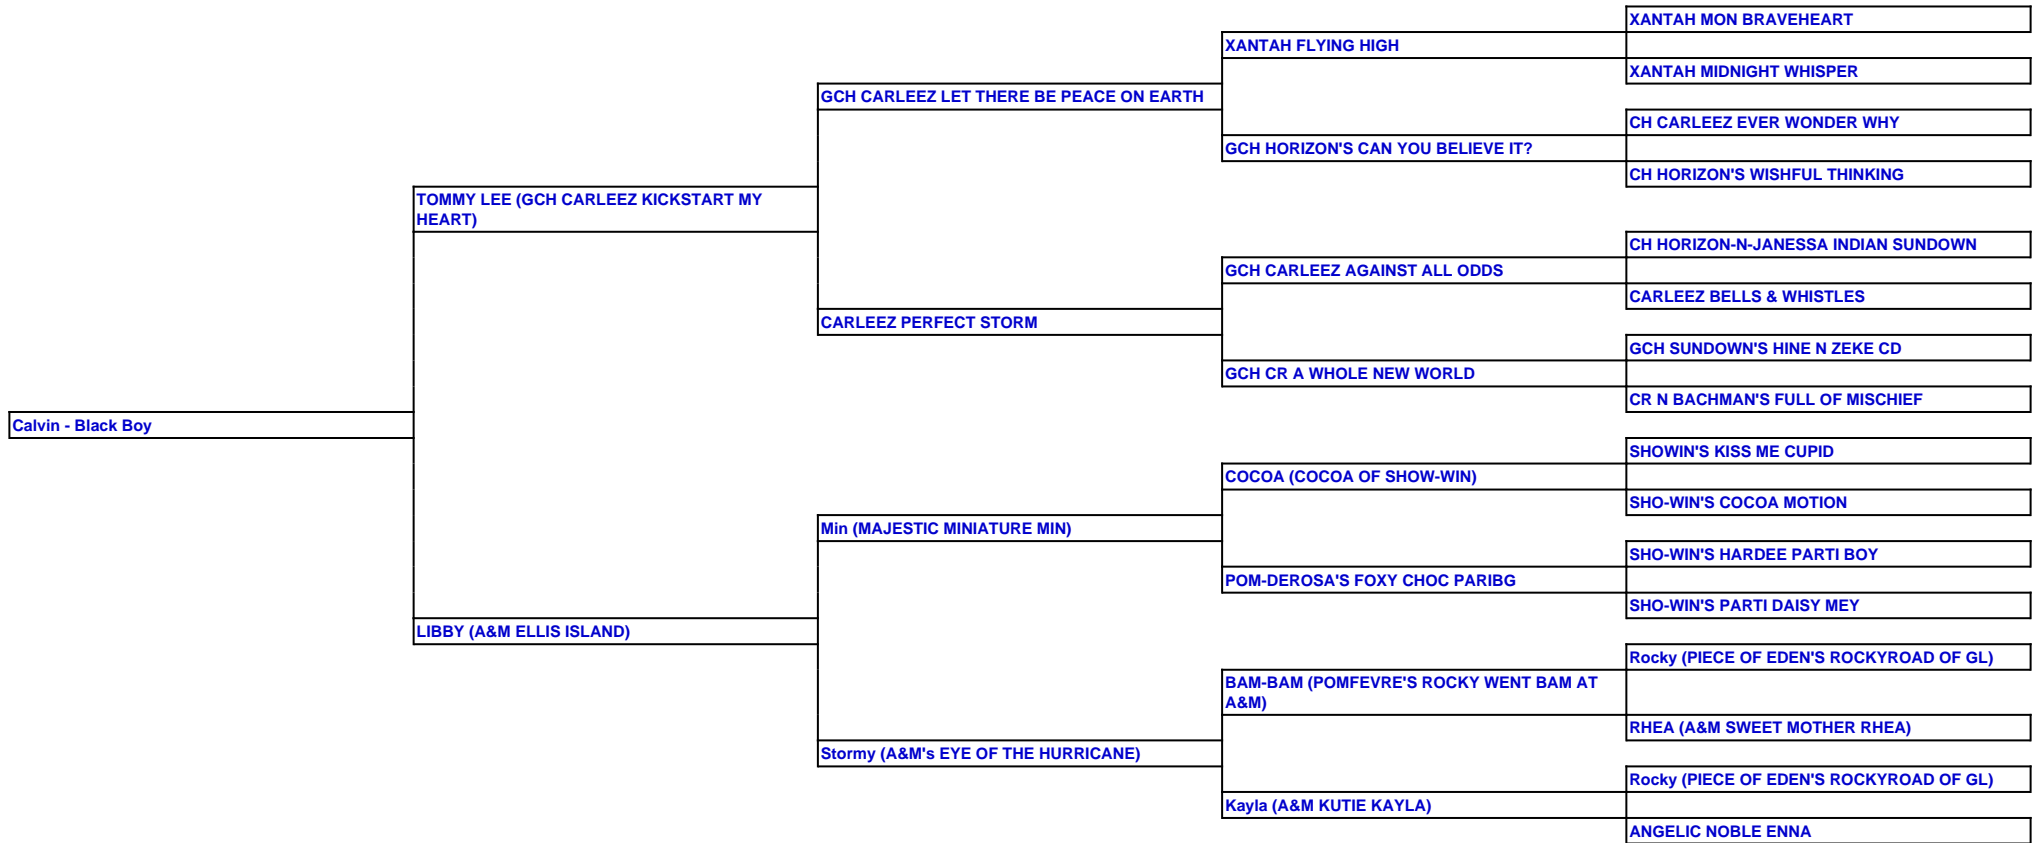 XANTAH MON BRAVEHEART
XANTAH FLYING HIGH
XANTAH MIDNIGHT WHISPER
GCH CARLEEZ LET THERE BE PEACE ON EARTH
CH CARLEEZ EVER WONDER WHY
GCH HORIZON'S CAN YOU BELIEVE IT?
CH HORIZON'S WISHFUL THINKING
TOMMY LEE (GCH CARLEEZ KICKSTART MY
HEART)
CH HORIZON-N-JANESSA INDIAN SUNDOWN
GCH CARLEEZ AGAINST ALL ODDS
CARLEEZ BELLS & WHISTLES
CARLEEZ PERFECT STORM
GCH SUNDOWN'S HINE N ZEKE CD
GCH CR A WHOLE NEW WORLD
CR N BACHMAN'S FULL OF MISCHIEF
Calvin - Black Boy
SHOWIN'S KISS ME CUPID
COCOA (COCOA OF SHOW-WIN)
SHO-WIN'S COCOA MOTION
Min (MAJESTIC MINIATURE MIN)
SHO-WIN'S HARDEE PARTI BOY
POM-DEROSA'S FOXY CHOC PARIBG
SHO-WIN'S PARTI DAISY MEY
LIBBY (A&M ELLIS ISLAND)
Rocky (PIECE OF EDEN'S ROCKYROAD OF GL)
BAM-BAM (POMFEVRE'S ROCKY WENT BAM AT
A&M)
RHEA (A&M SWEET MOTHER RHEA)
Stormy (A&M's EYE OF THE HURRICANE)
Rocky (PIECE OF EDEN'S ROCKYROAD OF GL)
Kayla (A&M KUTIE KAYLA)
ANGELIC NOBLE ENNA